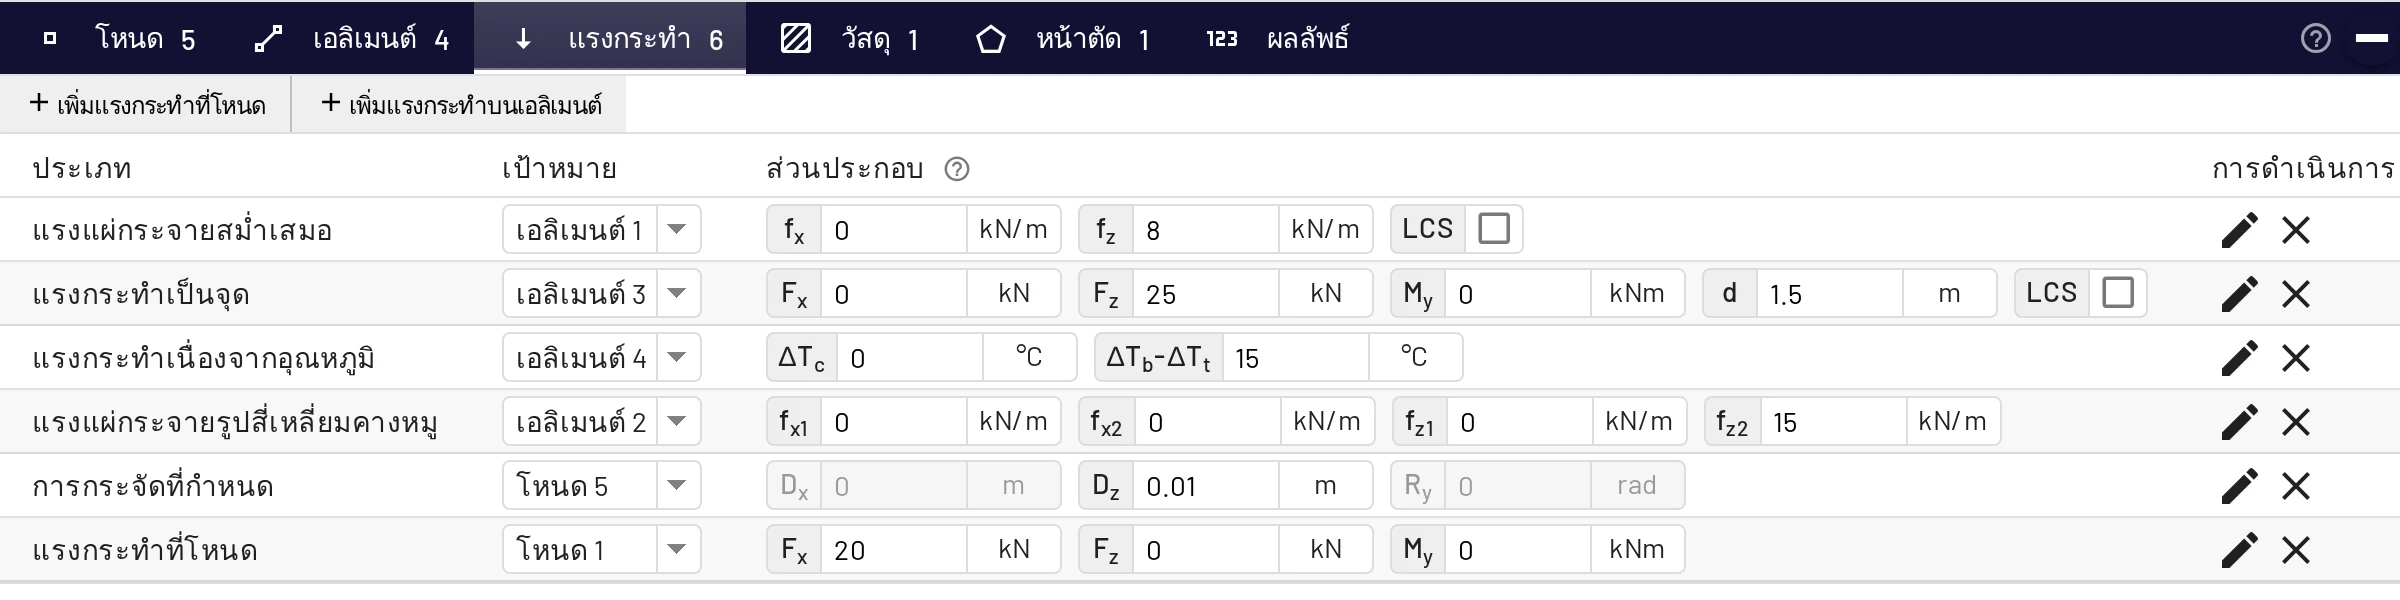 โหนด 5 เอลิเมนต์ 4 แรงกระทำ 6 วัสดุ 1 หน้าตัด 1 123 ผลลัพธ์ ?
+ เพิ่มแรงกระทำที่โหนด + เพิ่มแรงกระทำบนเอลิเมนต์
ประเภท เป้าหมาย ส่วนประกอบ ? การดำเนินการ
แรงแผ่กระจายสม่ำเสมอ เอลิเมนต์ 1 fx 0 kN/m fz 8 kN/m LCS
แรงกระทำเป็นจุด เอลิเมนต์ 3 Fx 0 kN Fz 25 kN My 0 kNm d 1.5 m LCS
แรงกระทำเนื่องจากอุณหภูมิ เอลิเมนต์ 4 ΔTc 0 °C ΔTb-ΔTt 15 °C
แรงแผ่กระจายรูปสี่เหลี่ยมคางหมู เอลิเมนต์ 2 fx1 0 kN/m fx2 0 kN/m fz1 0 kN/m fz2 15 kN/m
การกระจัดที่กำหนด โหนด 5 Dx 0 m Dz 0.01 m Ry 0 rad
แรงกระทำที่โหนด โหนด 1 Fx 20 kN Fz 0 kN My 0 kNm